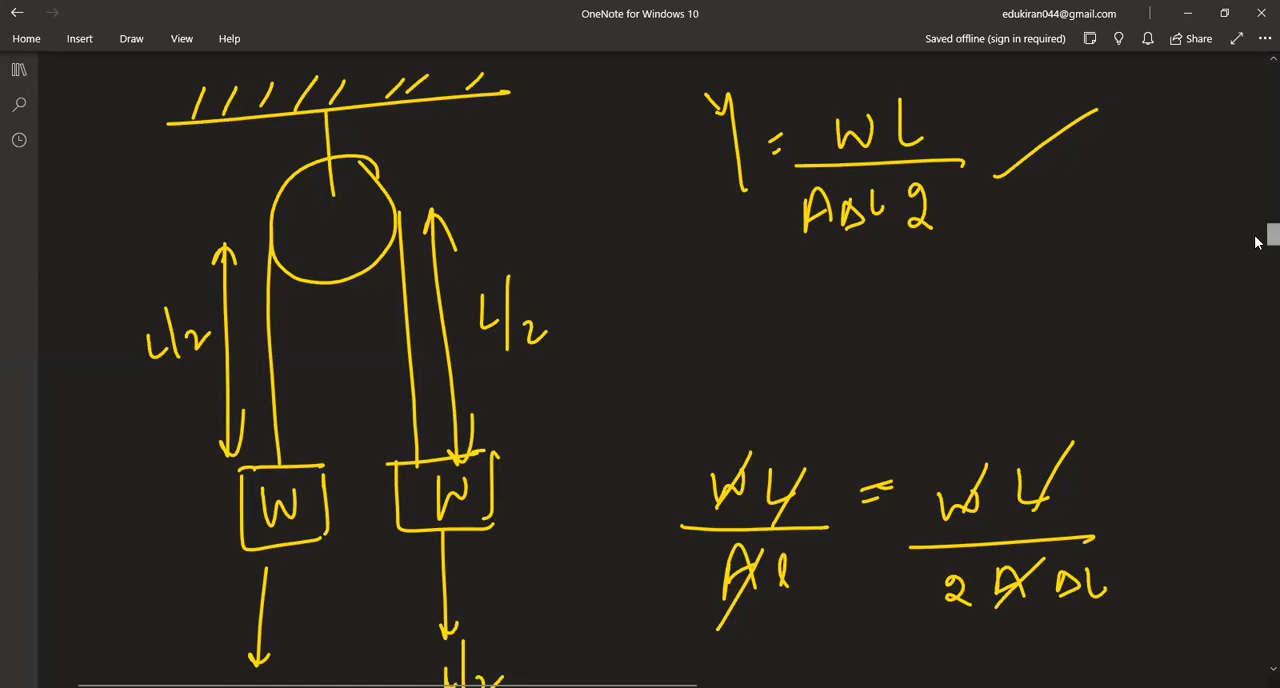 OneNote for Windows 10
edukiran044@gmail.com
Home Insert Draw View Help
Saved offline (sign in required) Share
Y = WL / AΔL 2
L/2
L/2
W
W
WL / Al = WL / 2AΔL
L/2